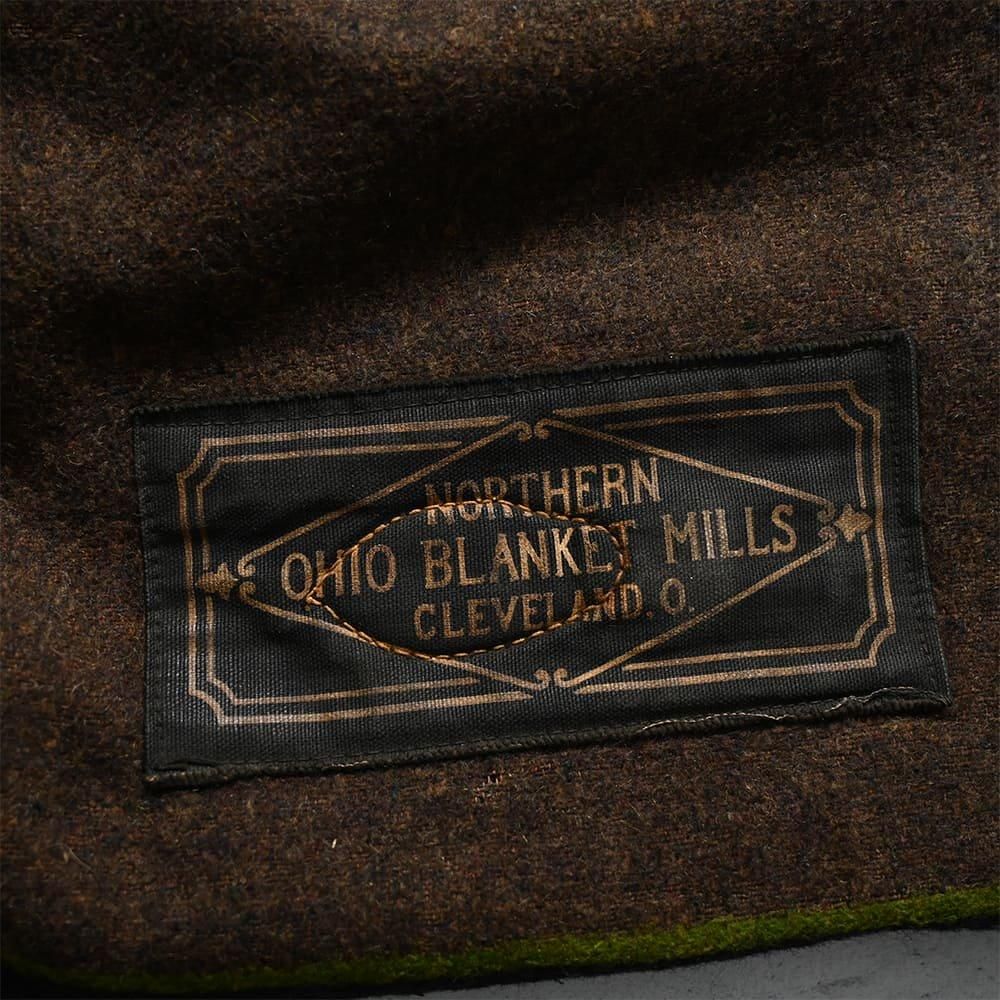 NORTHERN
OHIO BLANKET MILLS
CLEVELAND. O.